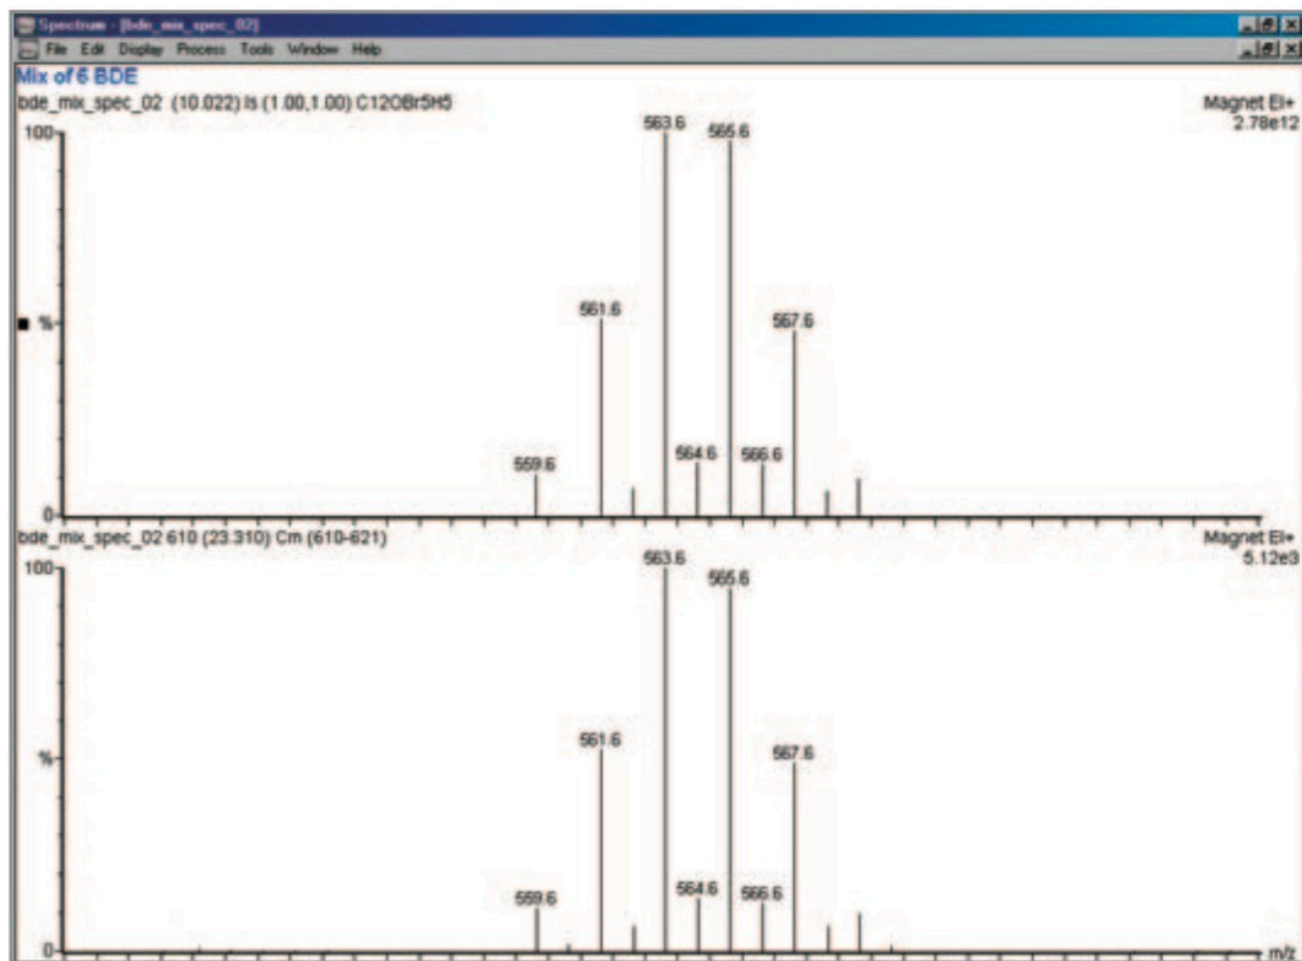 Spectrum - [bde_mix_spec_02]
File Edit Display Process Tools Window Help
Mix of 6 BDE
bde_mix_spec_02 (10.022) Is (1.00,1.00) C12OBr5H5
Magnet EI+
2.78e12
100
563.6
565.6
561.6
567.6
%
564.6
566.6
559.6
0
bde_mix_spec_02 610 (23.310) Cm (610-621)
Magnet EI+
5.12e3
100
563.6
565.6
561.6
567.6
%
564.6
566.6
559.6
0
m/z